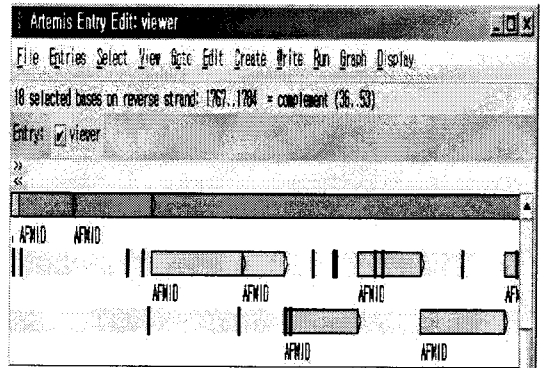 Artemis Entry Edit: viewer
File Entries Select View Goto Edit Create Write Run Graph Display
18 selected bases on reverse strand: 1767..1784 = complement (36..53)
Entry: viewer
»
«
AFMID AFMID
AFMID AFMID AFMID AFM
AFMID AFMID